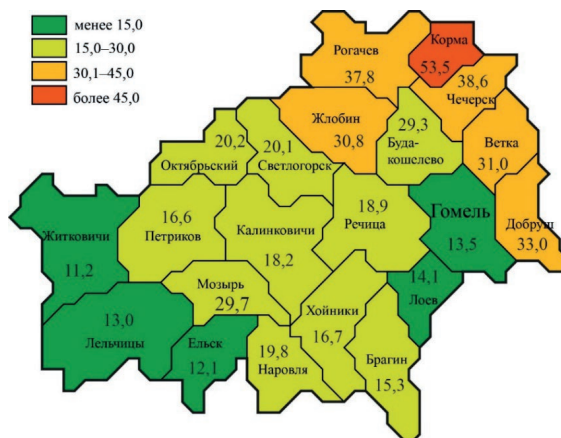 менее 15,0
15,0–30,0
30,1–45,0
более 45,0
Рогачев
37,8
Корма
53,5
38,6
Чечерск
Жлобин
30,8
29,3
Буда-
кошелево
Ветка
31,0
20,2
Октябрьский
20,1
Светлогорск
18,9
Речица
Гомель
13,5
Добруш
33,0
Житковичи
11,2
16,6
Петриков
Калинковичи
18,2
14,1
Лоев
Мозырь
29,7
Хойники
16,7
13,0
Лельчицы
Ельск
12,1
19,8
Наровля
Брагин
15,3